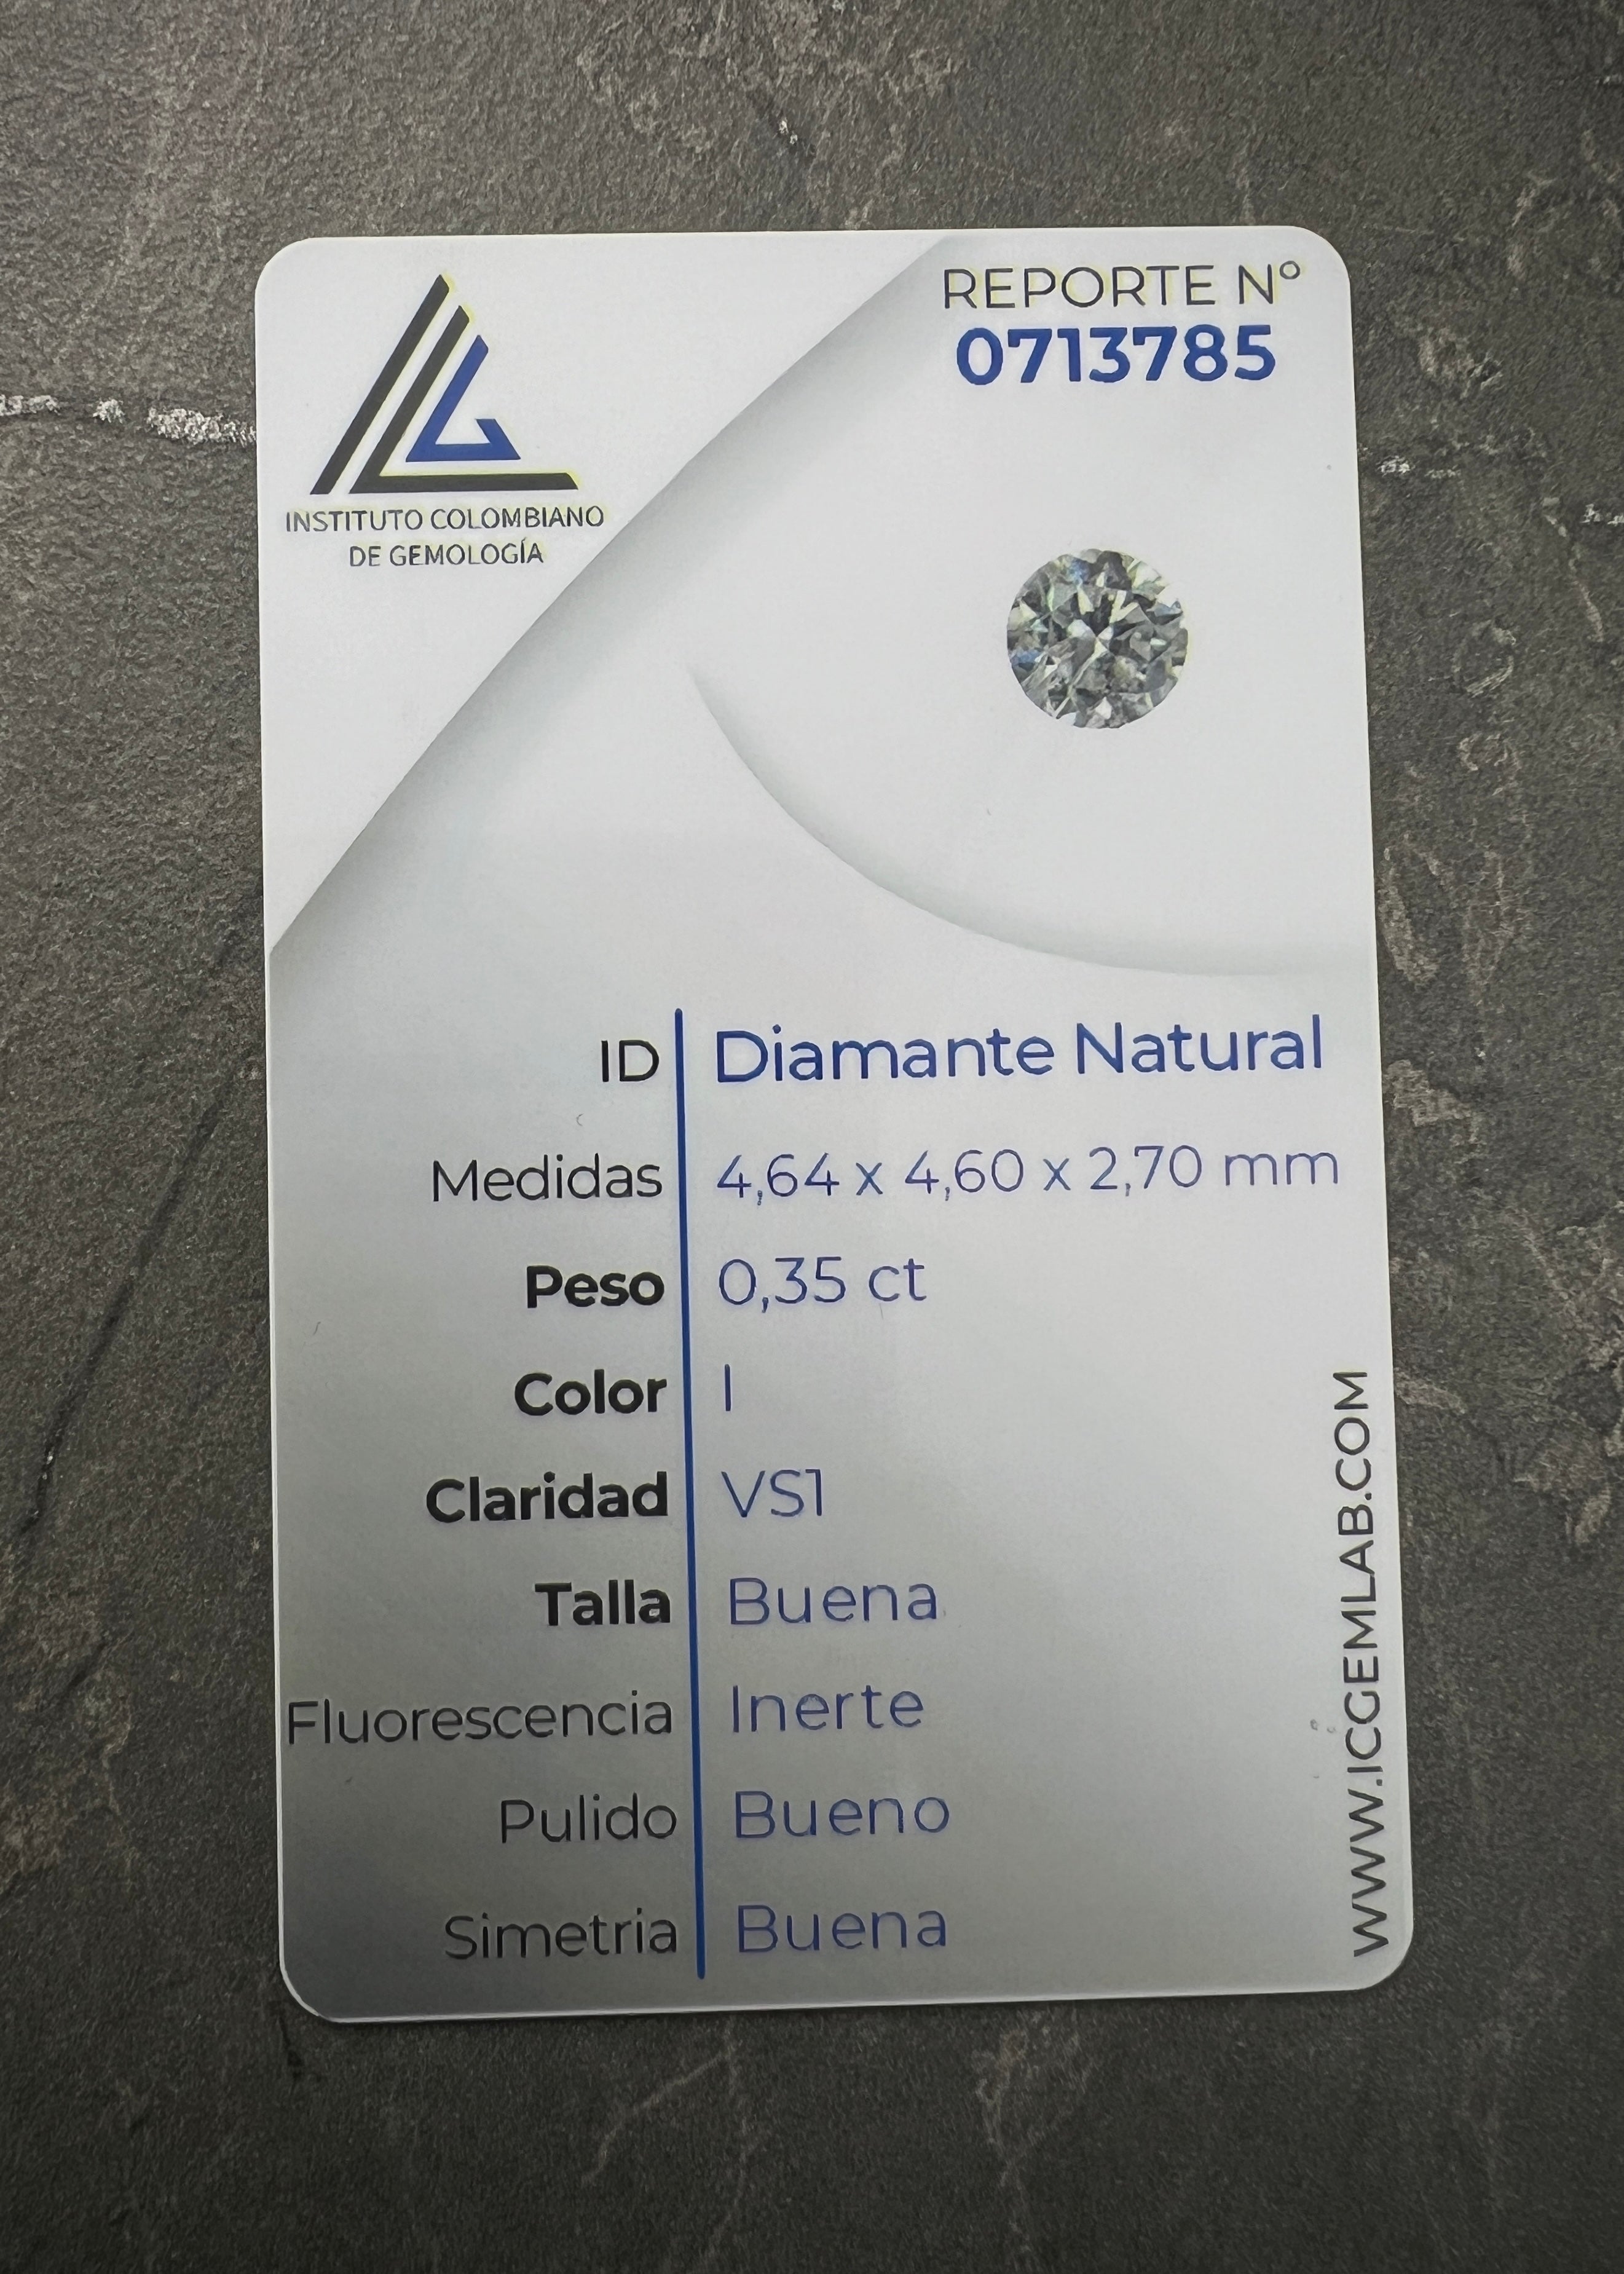 INSTITUTO COLOMBIANO
DE GEMOLOGÍA
REPORTE Nº
0713785
ID Diamante Natural
Medidas 4,64 x 4,60 x 2,70 mm
Peso 0,35 ct
Color I
Claridad VS1
Talla Buena
Fluorescencia Inerte
Pulido Bueno
Simetria Buena
WWW.ICGEMLAB.COM